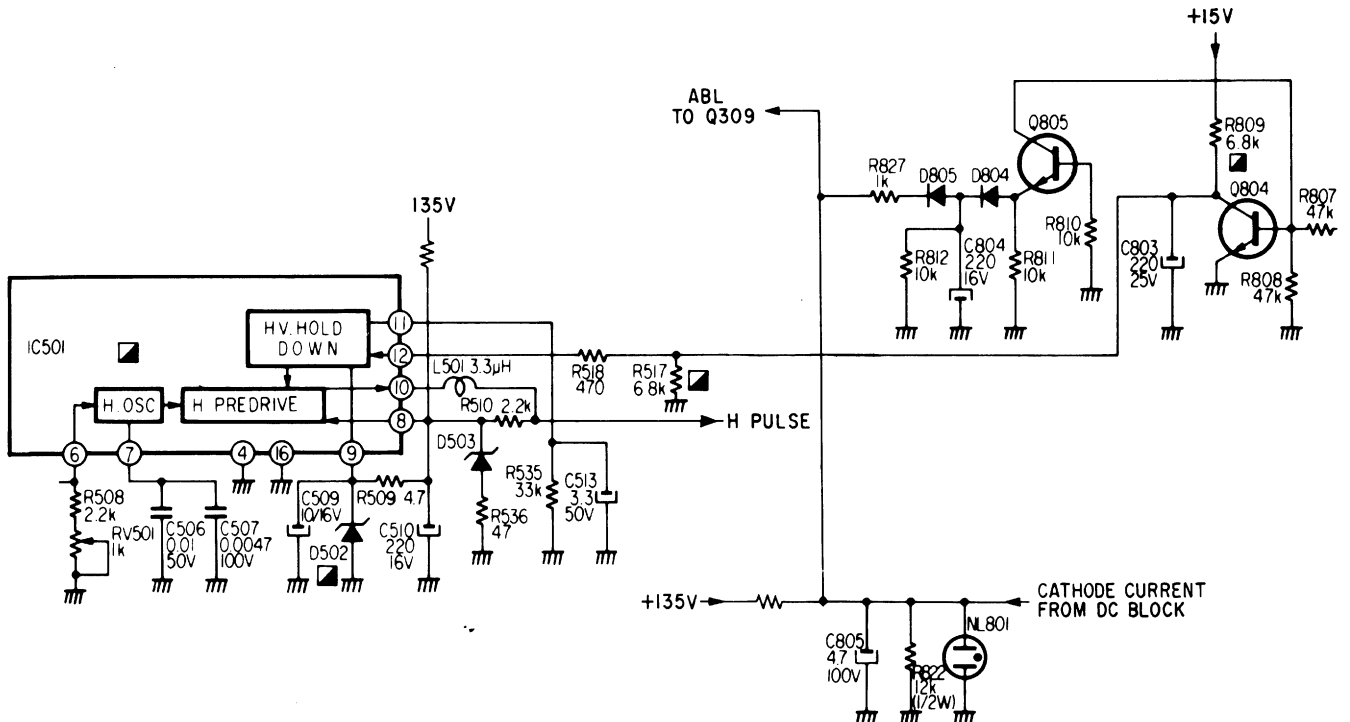 +15V
ABL
TO Q309
Q805
R809
6.8k
R827
1k
D805
D804
Q804
R807
47k
135V
R810
10k
R812
10k
C804
220
16V
R811
10k
C803
220
25V
R808
47k
HV. HOLD
DOWN
11
IC501
12
L501 3.3µH
R518
470
R517
6.8k
10
H. OSC
H PREDRIVE
R510 2.2k
8
H PULSE
6
7
4
16
9
D503
R508
2.2k
C509
10/16V
R509 4.7
R535
33k
C513
3.3
50V
RV501
1k
C506
0.01
50V
C507
0.0047
100V
D502
C510
220
16V
R536
47
+135V
CATHODE CURRENT
FROM DC BLOCK
NL801
C805
4.7
100V
R822
12k
(1/2W)